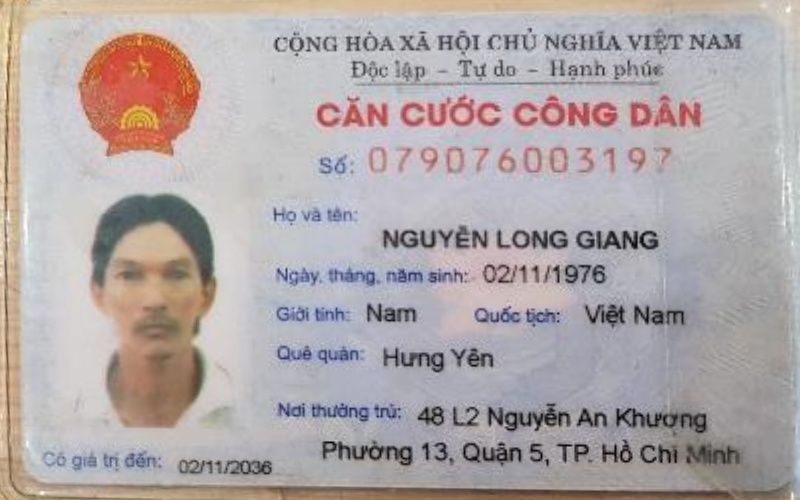 CỘNG HÒA XÃ HỘI CHỦ NGHĨA VIỆT NAM
Độc lập – Tự do – Hạnh phúc
CĂN CƯỚC CÔNG DÂN
Số: 079076003197
Họ và tên:
NGUYỄN LONG GIANG
Ngày, tháng, năm sinh: 02/11/1976
Giới tính: Nam Quốc tịch: Việt Nam
Quê quán: Hưng Yên
Nơi thường trú: 48 L2 Nguyễn An Khương
Phường 13, Quận 5, TP. Hồ Chí Minh
Có giá trị đến: 02/11/2036